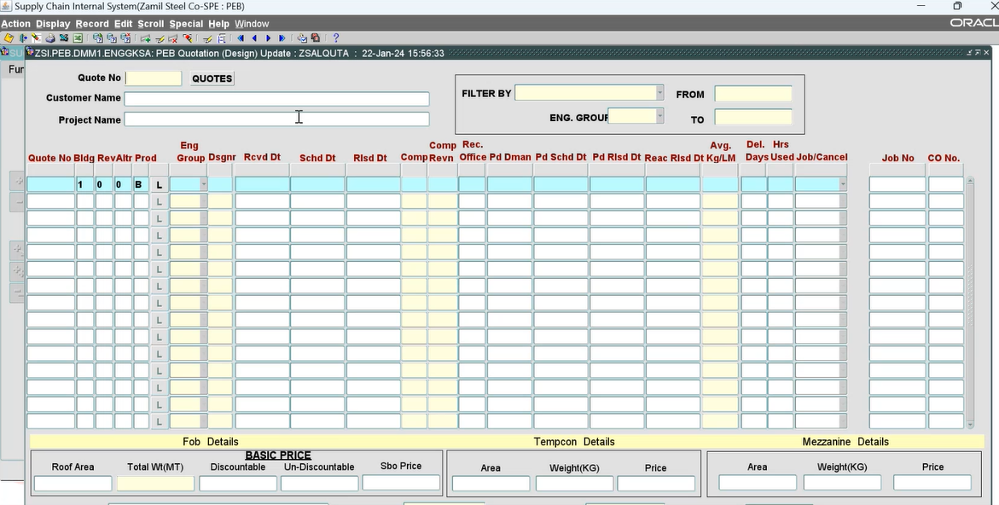 Supply Chain Internal System(Zamil Steel Co-SPE : PEB)
Action Display Record Edit Scroll Special Help Window
ORACL
ZSI.PEB.DMM1.ENGGKSA: PEB Quotation (Design) Update : ZSALQUTA : 22-Jan-24 15:56:33
Fur
Quote No QUOTES
Customer Name
Project Name
FILTER BY FROM
ENG. GROUP TO
Quote No Bldg Rev Altr Prod Eng Group Dsgnr Rcvd Dt Schd Dt Rlsd Dt Comp Comp Revn Rec. Office Pd Dman Pd Schd Dt Pd Rlsd Dt Reac Rlsd Dt Avg. Kg/LM Del. Days Hrs Used Job/Cancel Job No CO No.
1 0 0 B L
L
L
L
L
L
L
L
L
L
L
L
L
L
L
Fob Details Tempcon Details Mezzanine Details
BASIC PRICE
Roof Area Total Wt(MT) Discountable Un-Discountable Sbo Price Area Weight(KG) Price Area Weight(KG) Price